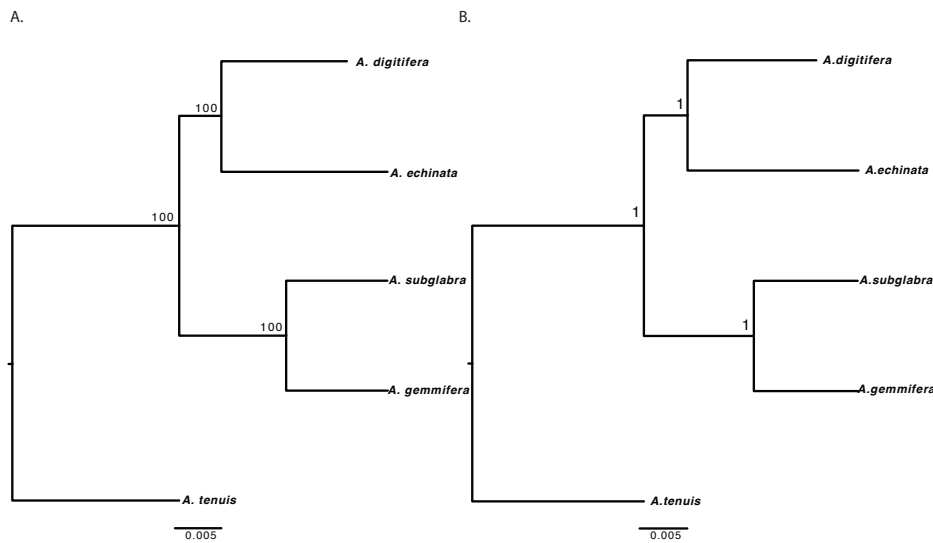 A.
A. digitifera
100
A. echinata
100
A. subglabra
100
A. gemmifera
A. tenuis
0.005
B.
A.digitifera
1
A.echinata
1
A.subglabra
1
A.gemmifera
A.tenuis
0.005